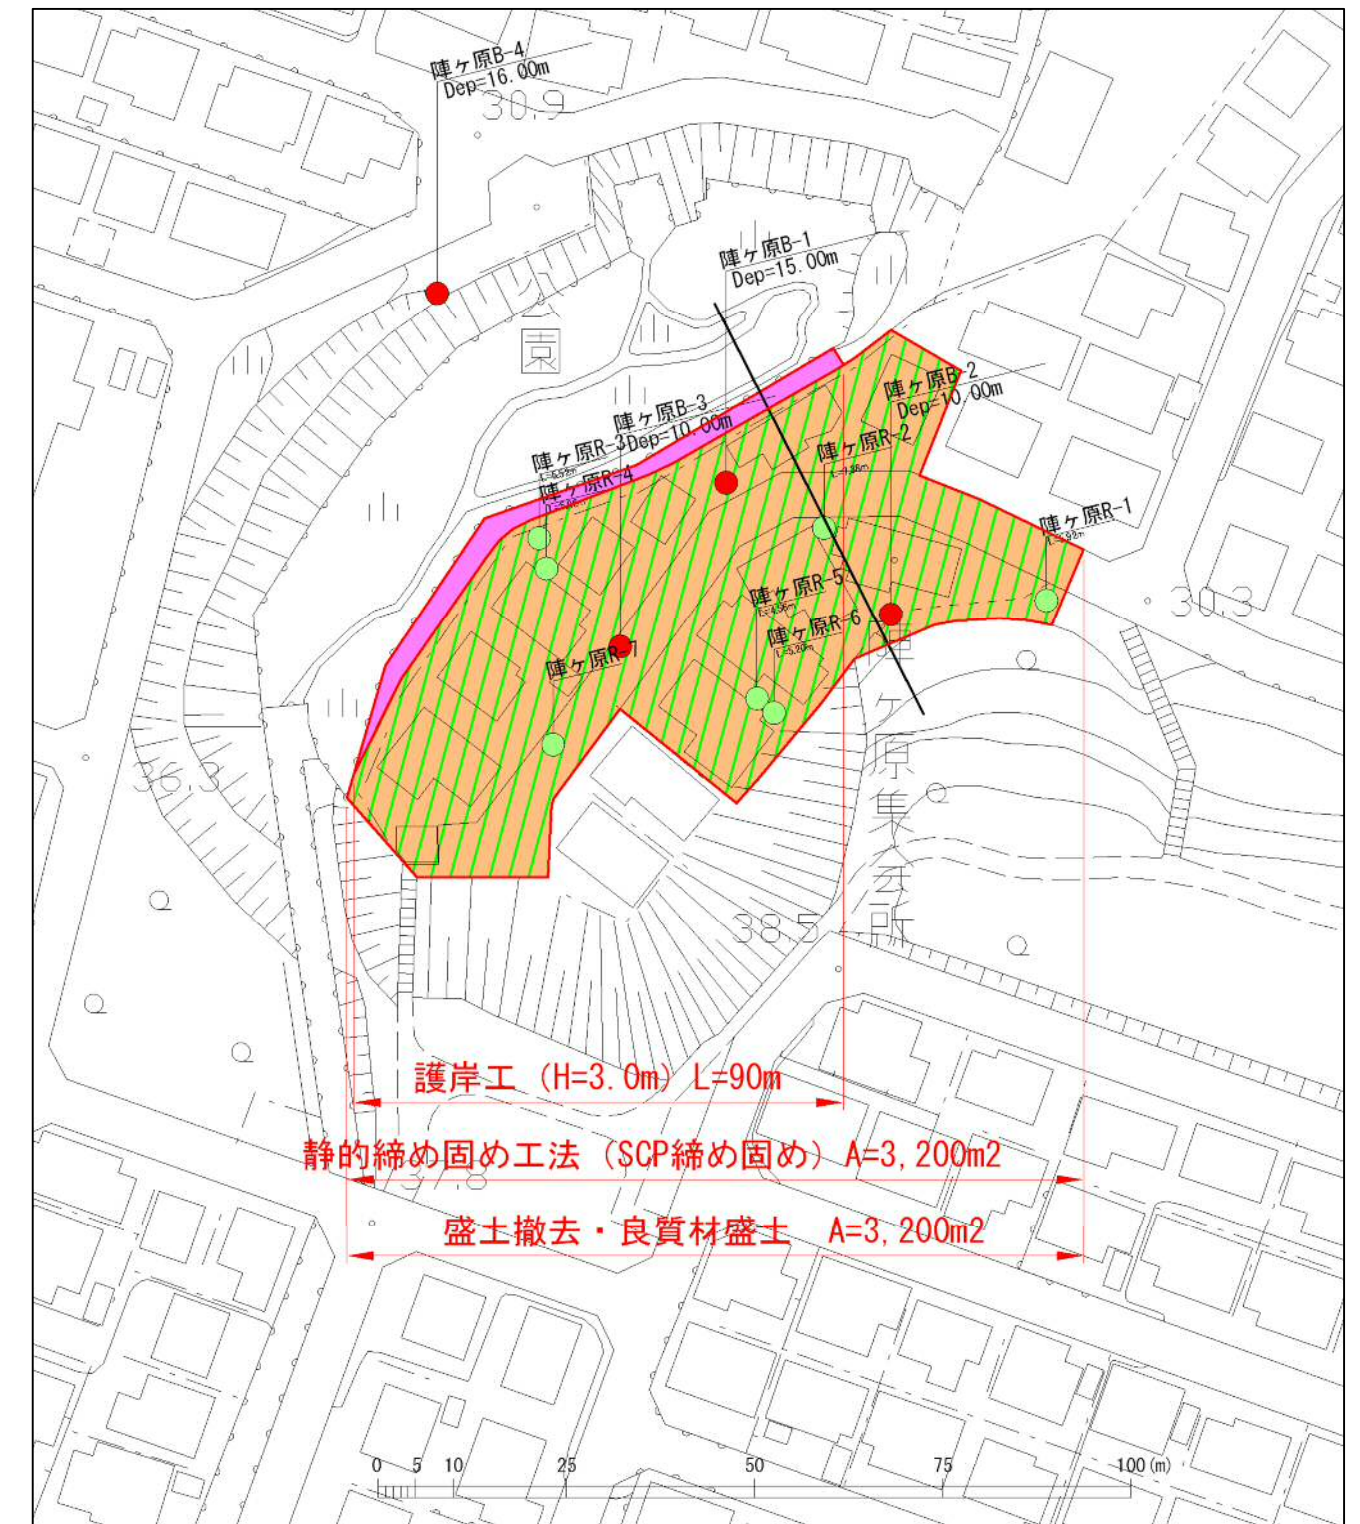 陣ヶ原B-4
Dep=16.00m
30.9
陣ヶ原B-1
Dep=15.00m
陣ヶ原B-2
Dep=10.00m
陣ヶ原B-3
Dep=10.00m
陣ヶ原R-3
陣ヶ原R-4
陣ヶ原R-2
陣ヶ原R-1
陣ヶ原R-5
陣ヶ原R-6
L=5.20m
陣ヶ原R-7
30.3
36.3
ヶ原集会所
38.5
護岸工（H=3.0m）L=90m
静的締め固め工法（SCP締め固め）A=3,200m2
盛土撤去・良質材盛土 A=3,200m2
0 5 10 25 50 75 100(m)